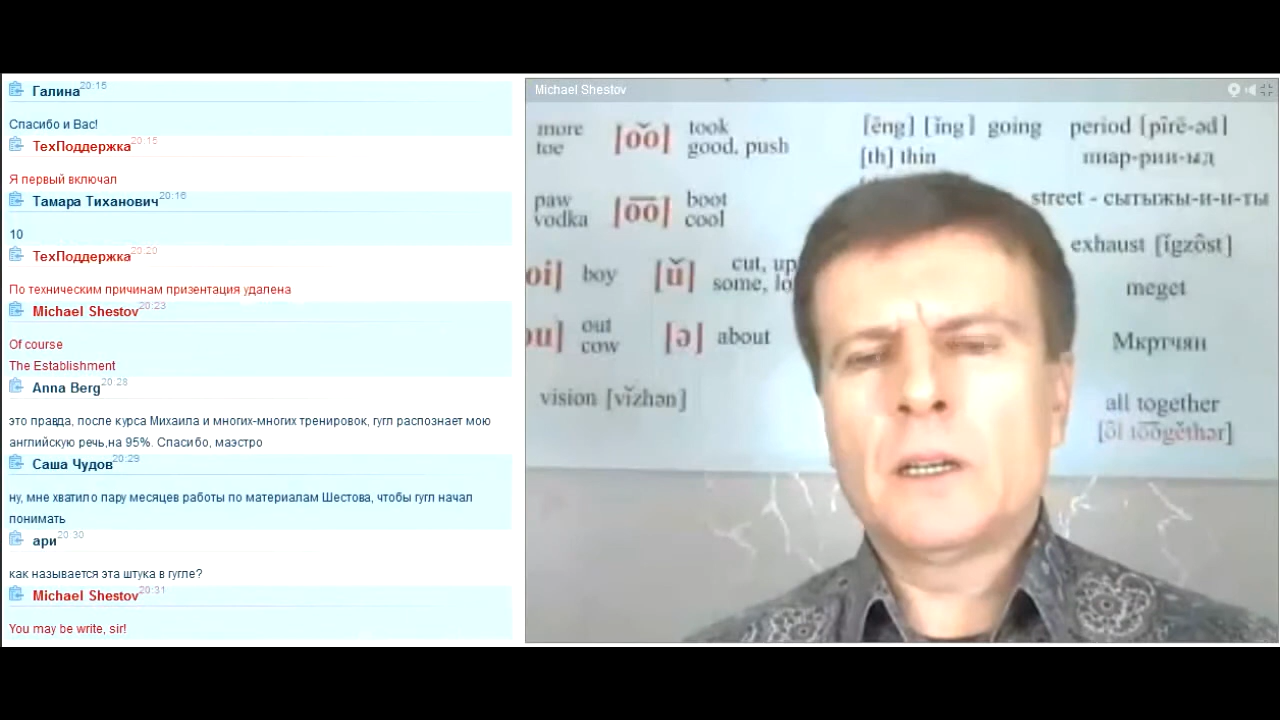 Галина 20:15
Спасибо и Вас!
ТехПоддержка 20:15
Я первый включал
Тамара Тиханович 20:16
10
ТехПоддержка 20:20
По техническим причинам призентация удалена
Michael Shestov 20:23
Of course
The Establishment
Anna Berg 20:28
это правда, после курса Михаила и многих-многих тренировок, гугл распознает мою
английскую речь,на 95%. Спасибо, маэстро
Саша Чудов 20:29
ну, мне хватило пару месяцев работы по материалам Шестова, чтобы гугл начал
понимать
ари 20:30
как называется эта штука в гугле?
Michael Shestov 20:31
You may be write, sir!
Michael Shestov
more
toe
[o͝o]
took
good, push
[ēng] [ĭng] going
[th] thin
period [pîrē-əd]
пиар-рии-ыд
paw
vodka
[o͞o]
boot
cool
street - сытыжы-и-и-ты
oi] boy
[ŭ]
cut, up
some, lo
exhaust [ĭgzôst]
meget
ou]
out
cow
[ə] about
Мкртчян
vision [vĭzhən]
all together
[ôl to͞ogĕthər]